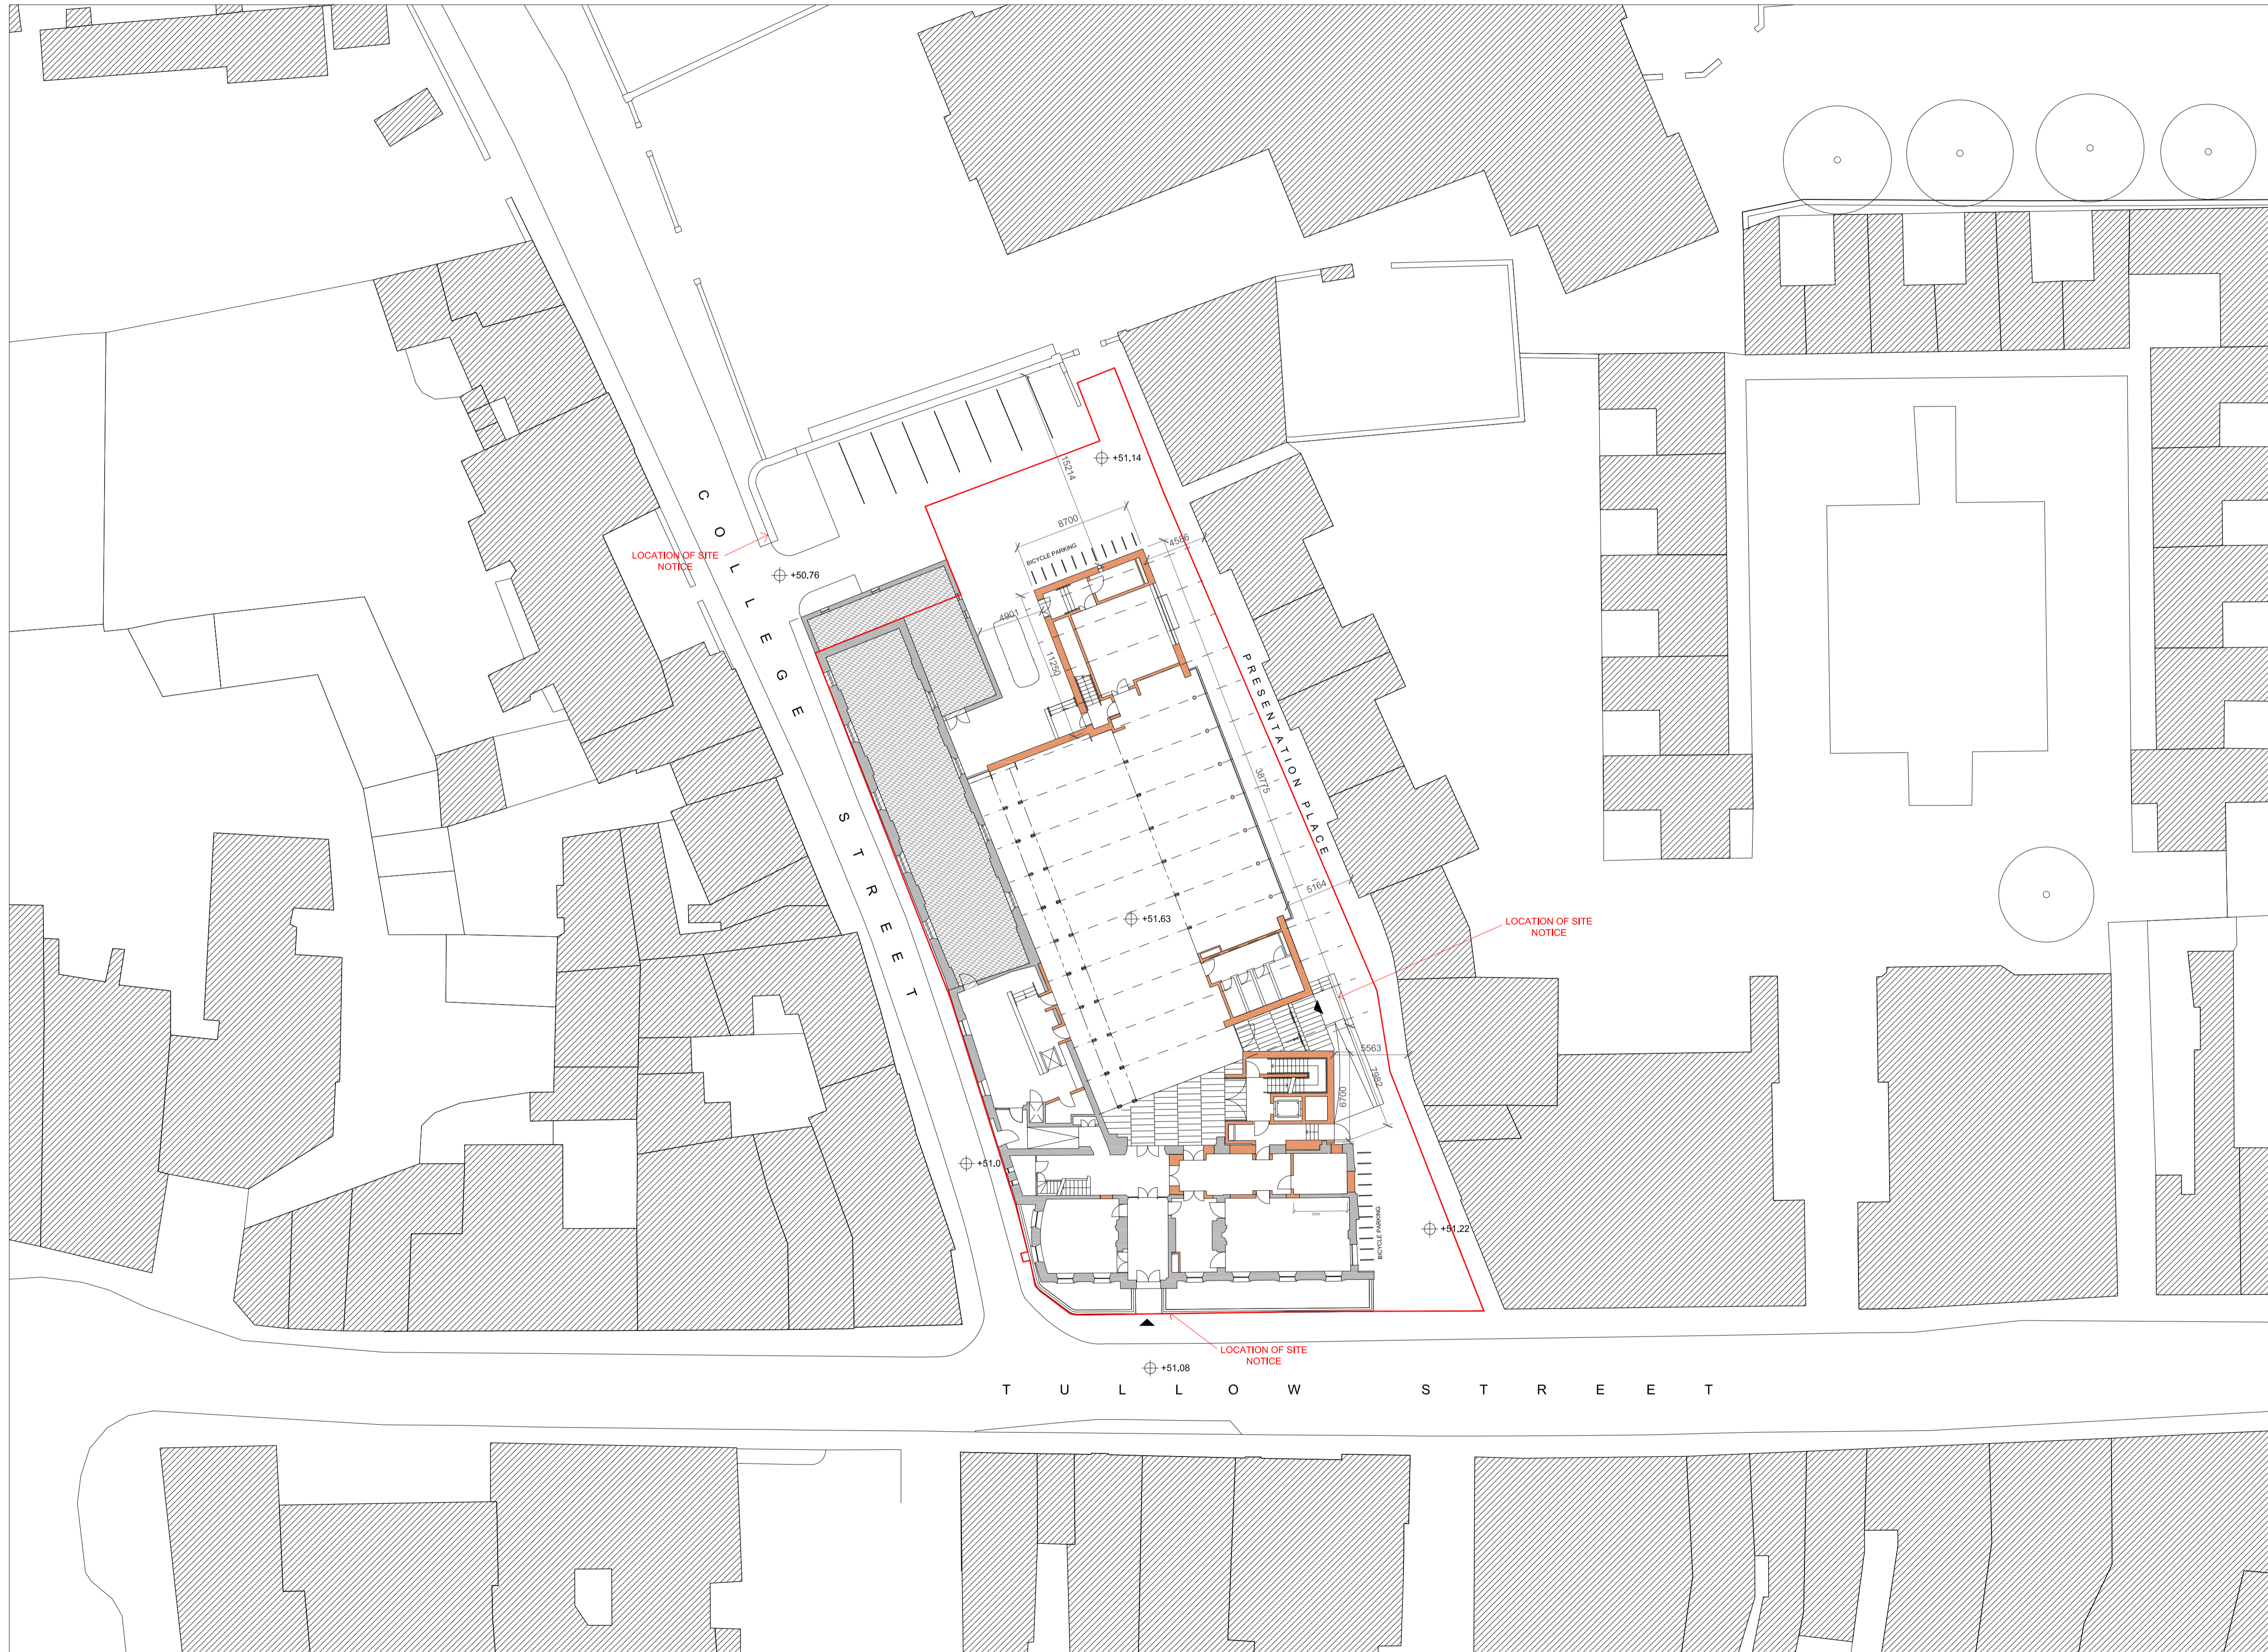 +51.14
15214
8700
BICYCLE PARKING
4586
COLLEGE STREET
LOCATION OF SITE
NOTICE
+50.76
4901
11250
PRESENTATION PLACE
38775
5164
+51.63
LOCATION OF SITE
NOTICE
5563
7982
6700
+51.0
BICYCLE PARKING
+51.22
LOCATION OF SITE
NOTICE
+51.08
TULLOW STREET